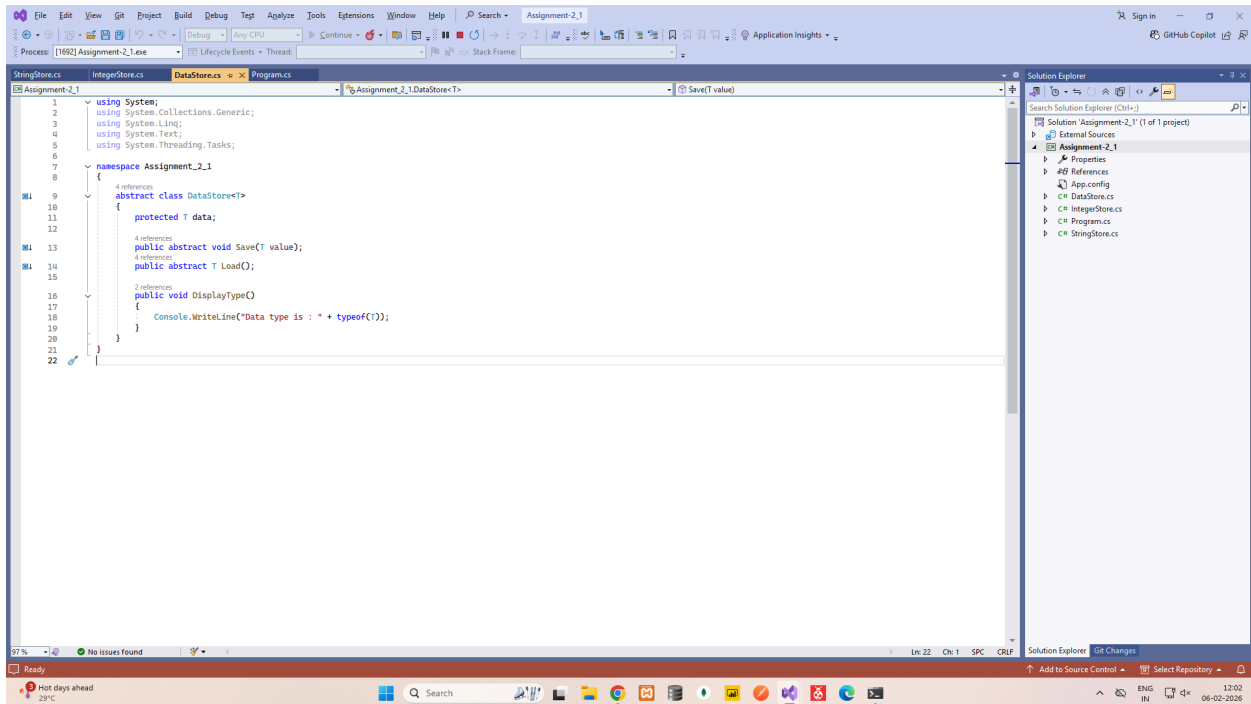 File Edit View Git Project Build Debug Test Analyze Tools Extensions Window Help Search Assignment-2_1 Sign in
Debug Any CPU Continue Application Insights GitHub Copilot
Process: [1692] Assignment-2_1.exe Lifecycle Events Thread: Stack Frame:
StringStore.cs IntegerStore.cs DataStore.cs Program.cs
Assignment-2_1 Assignment_2_1.DataStore<T> Save(T value)
1 using System;
2 using System.Collections.Generic;
3 using System.Linq;
4 using System.Text;
5 using System.Threading.Tasks;
6
7 namespace Assignment_2_1
8 {
4 references
9 abstract class DataStore<T>
10 {
11 protected T data;
12
4 references
13 public abstract void Save(T value);
4 references
14 public abstract T Load();
15
2 references
16 public void DisplayType()
17 {
18 Console.WriteLine("Data type is : " + typeof(T));
19 }
20 }
21 }
22
97 % No issues found Ln: 22 Ch: 1 SPC CRLF
Solution Explorer
Search Solution Explorer (Ctrl+;)
Solution 'Assignment-2_1' (1 of 1 project)
External Sources
Assignment-2_1
Properties
References
App.config
C# DataStore.cs
C# IntegerStore.cs
C# Program.cs
C# StringStore.cs
Solution Explorer Git Changes
Ready Add to Source Control Select Repository
3 Hot days ahead
29°C
Search
ENG
IN
12:02
06-02-2026